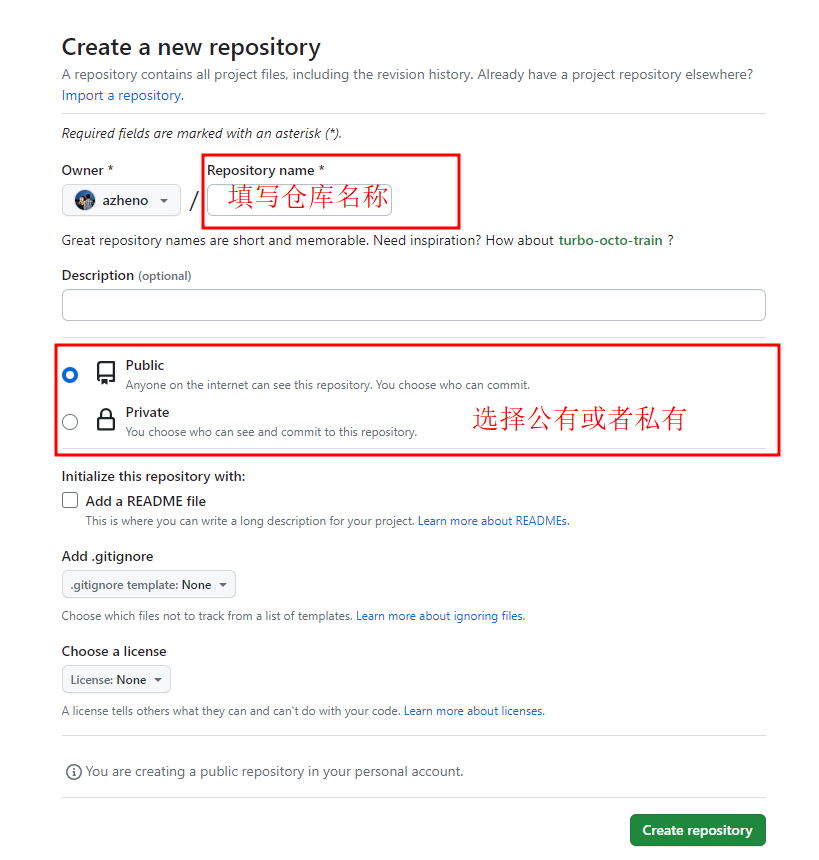 Create a new repository
A repository contains all project files, including the revision history. Already have a project repository elsewhere?
Import a repository.
Required fields are marked with an asterisk (*).
Owner *
Repository name *
azheno
/
填写仓库名称
Great repository names are short and memorable. Need inspiration? How about turbo-octo-train ?
Description (optional)
Public
Anyone on the internet can see this repository. You choose who can commit.
Private
You choose who can see and commit to this repository.
选择公有或者私有
Initialize this repository with:
Add a README file
This is where you can write a long description for your project. Learn more about READMEs.
Add .gitignore
.gitignore template: None
Choose which files not to track from a list of templates. Learn more about ignoring files.
Choose a license
License: None
A license tells others what they can and can't do with your code. Learn more about licenses.
You are creating a public repository in your personal account.
Create repository